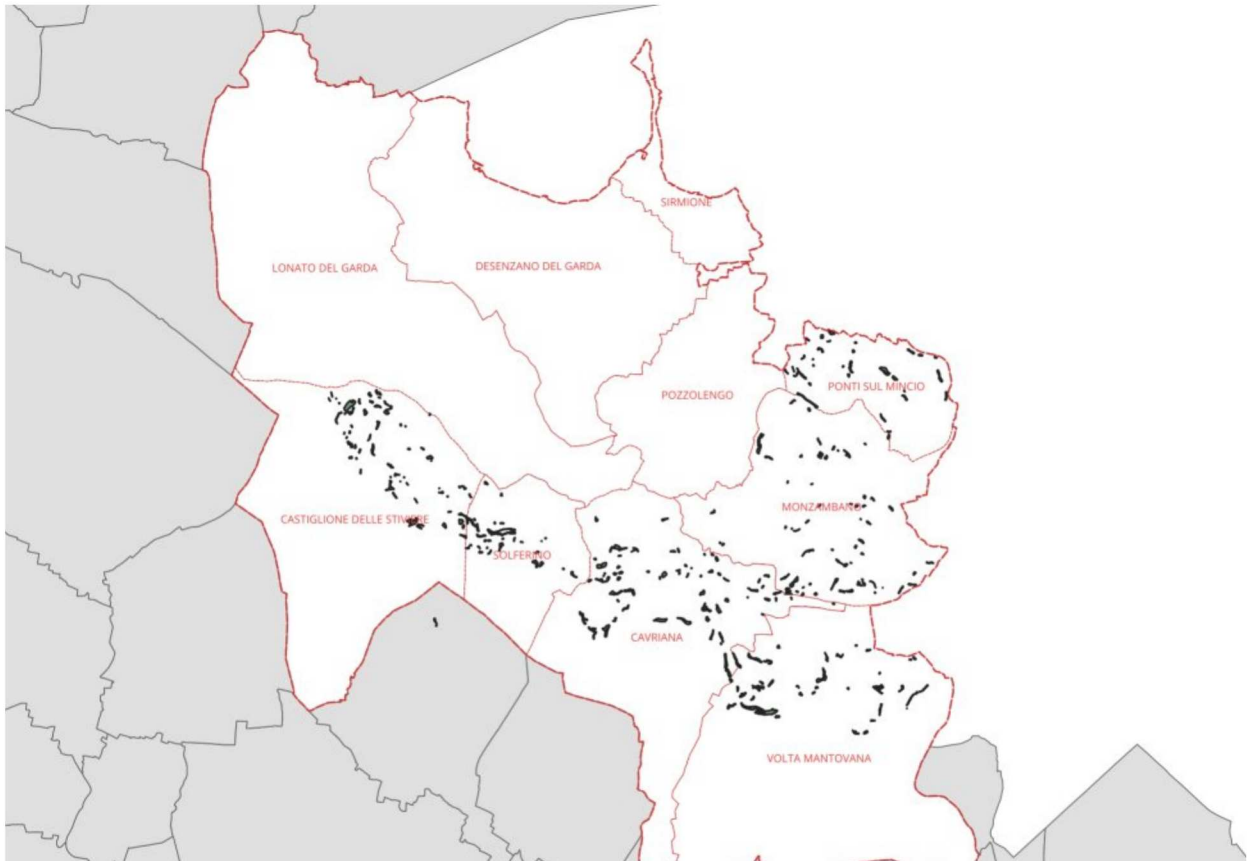 SIRMIONE
LONATO DEL GARDA
DESENZANO DEL GARDA
PONTI SUL MINCIO
POZZOLENGO
MONZAMBANO
CASTIGLIONE DELLE STIVIERE
SOLFERINO
CAVRIANA
VOLTA MANTOVANA